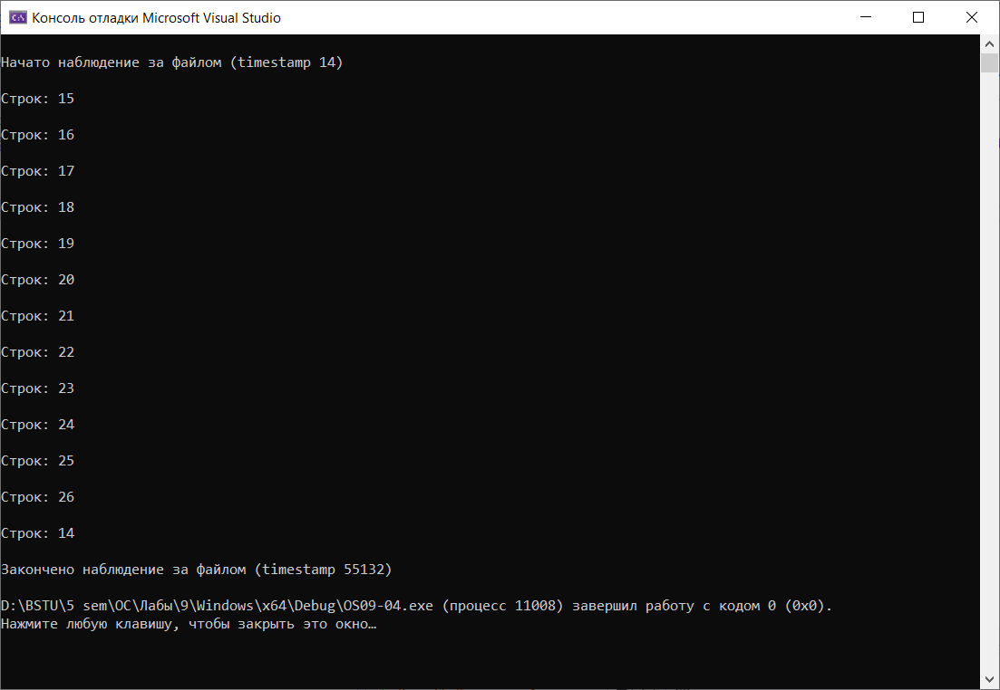 Консоль отладки Microsoft Visual Studio
Начато наблюдение за файлом (timestamp 14)
Строк: 15
Строк: 16
Строк: 17
Строк: 18
Строк: 19
Строк: 20
Строк: 21
Строк: 22
Строк: 23
Строк: 24
Строк: 25
Строк: 26
Строк: 14
Закончено наблюдение за файлом (timestamp 55132)
D:\BSTU\5 sem\ОС\Лабы\9\Windows\x64\Debug\OS09-04.exe (процесс 11008) завершил работу с кодом 0 (0x0).
Нажмите любую клавишу, чтобы закрыть это окно…